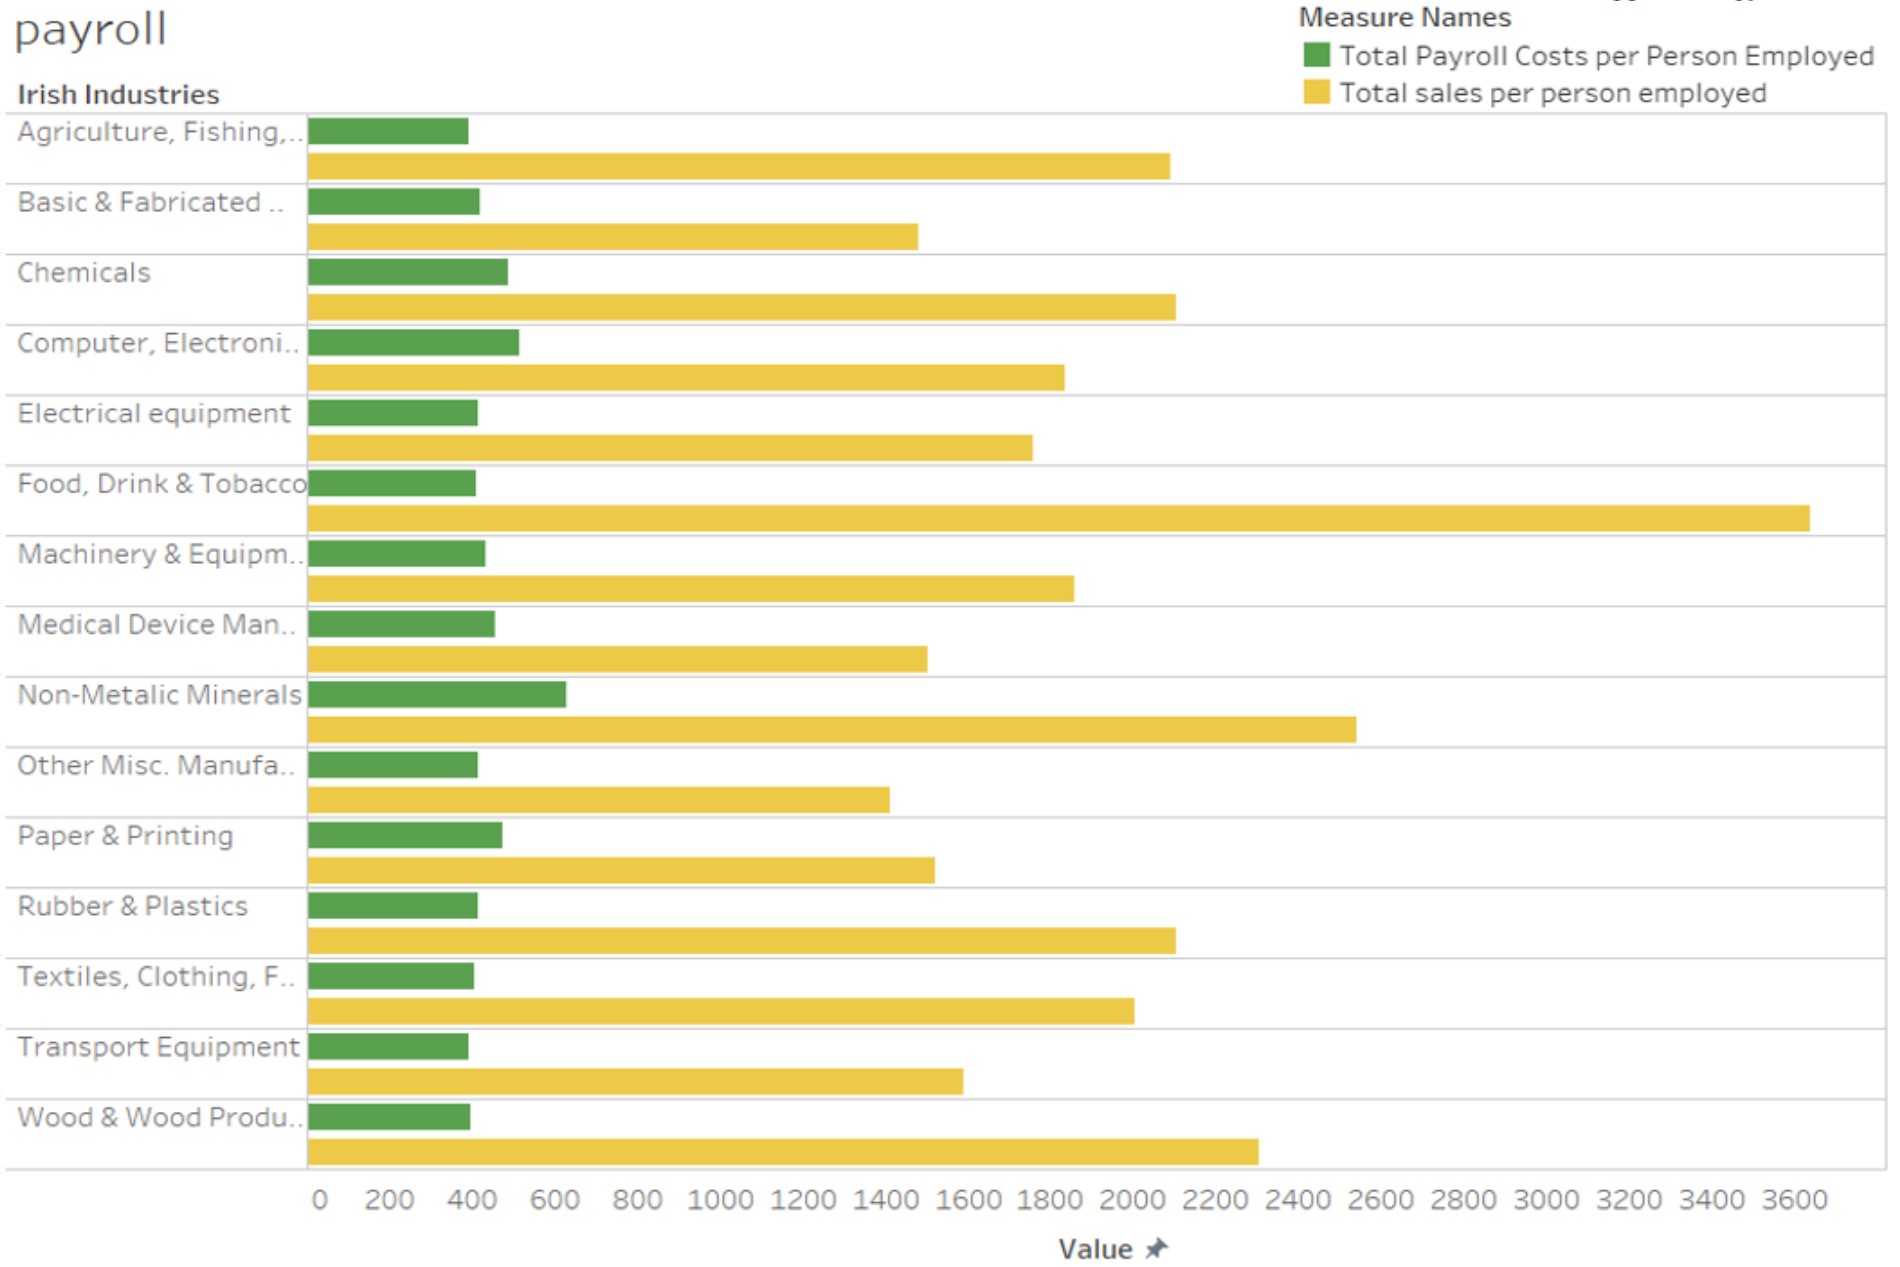 payroll
Measure Names
Total Payroll Costs per Person Employed
Total sales per person employed
Irish Industries
Agriculture, Fishing,..
Basic & Fabricated ..
Chemicals
Computer, Electroni..
Electrical equipment
Food, Drink & Tobacco
Machinery & Equipm..
Medical Device Man..
Non-Metalic Minerals
Other Misc. Manufa..
Paper & Printing
Rubber & Plastics
Textiles, Clothing, F..
Transport Equipment
Wood & Wood Produ..
0 200 400 600 800 1000 1200 1400 1600 1800 2000 2200 2400 2600 2800 3000 3200 3400 3600
Value